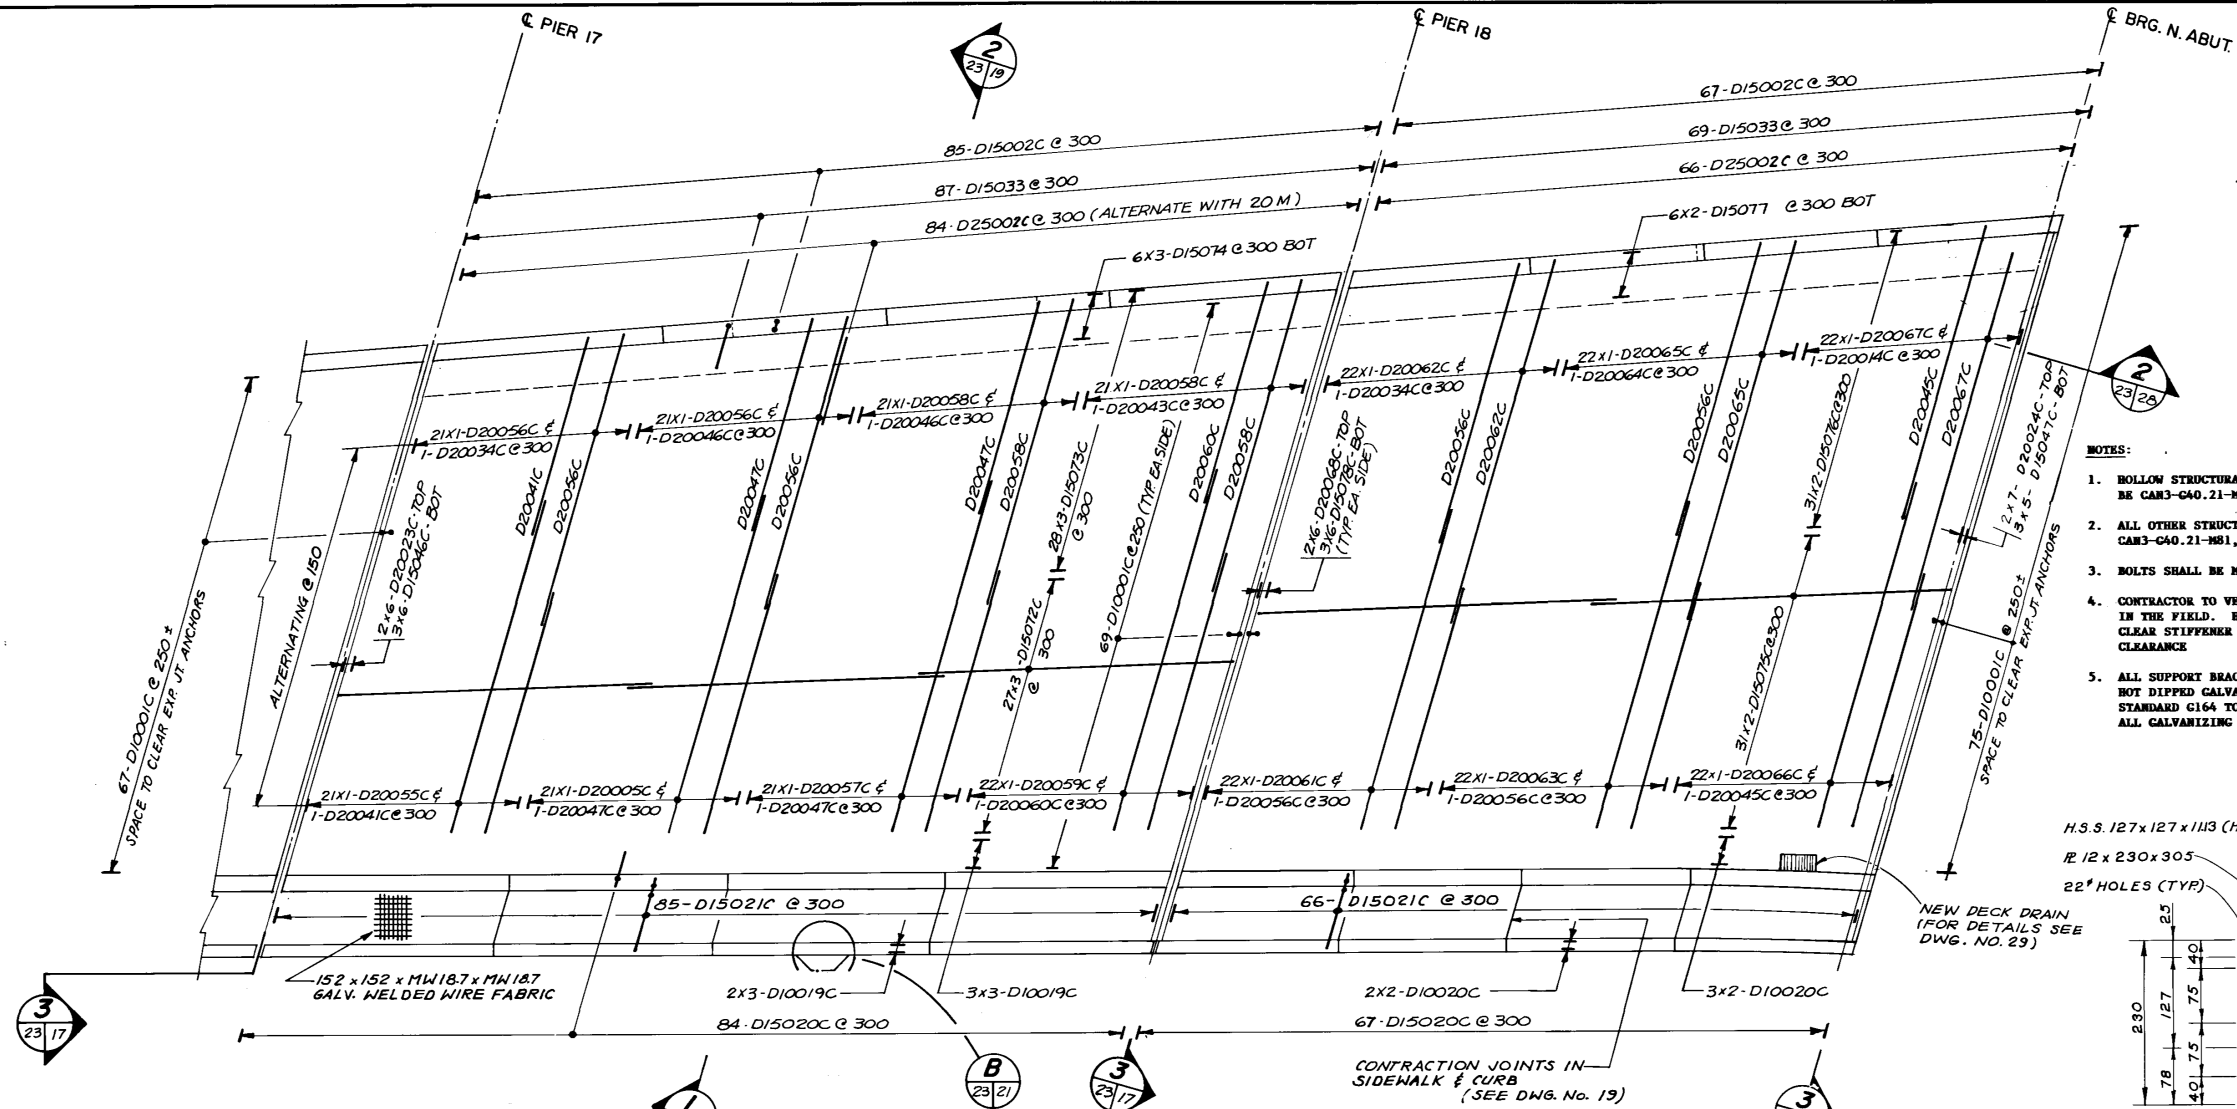 ℄ PIER 17
℄ PIER 18
℄ BRG. N. ABUT.
2
23 19
67-D15002C @ 300
85-D15002C @ 300
69-D15033 @ 300
87-D15033 @ 300
66-D25002C @ 300
84-D25002C @ 300 (ALTERNATE WITH 20 M)
6X2-D15077 @ 300 BOT
6X3-D15074 @ 300 BOT
21X1-D20056C &
1-D20034C @ 300
21X1-D20056C &
1-D20046C @ 300
21X1-D20058C &
1-D20046C @ 300
21X1-D20058C &
1-D20043C @ 300
22X1-D20062C &
1-D20034C @ 300
22X1-D20065C &
1-D20064C @ 300
22X1-D20067C &
1-D20014C @ 300
2
23 28
67-D10001C @ 250 ±
SPACE TO CLEAR EXP. JT. ANCHORS
ALTERNATING @ 150
2x6-D20023C-TOP
3x6-D15046C-BOT
D20041C
D20056C
D20047C
D20056C
D20047C
D20058C
28x3-D15073C
@ 300
27x3-D15072C
@ 300
69-D10001C @ 250 (TYP. EA. SIDE)
D20060C
D20058C
2x6-D20068C-TOP
3x6-D15078C-BOT
(TYP. EA. SIDE)
D20056C
D20062C
D20056C
D20065C
31x2-D15076C @ 300
31x2-D15075C @ 300
D20045C
D20067C
2x7-D20024C-TOP
3x5-D15047C-BOT
75-D10001C @ 250 ±
SPACE TO CLEAR EXP. JT. ANCHORS
NOTES:
1. HOLLOW STRUCTURA
BE CAN3-G40.21-M
2. ALL OTHER STRUCT
CAN3-G40.21-M81,
3. BOLTS SHALL BE M
4. CONTRACTOR TO VE
IN THE FIELD. H
CLEAR STIFFENER
CLEARANCE
5. ALL SUPPORT BRAC
HOT DIPPED GALVA
STANDARD G164 TO
ALL GALVANIZING
21X1-D20055C &
1-D20041C @ 300
21X1-D20005C &
1-D20047C @ 300
21X1-D20057C &
1-D20047C @ 300
22X1-D20059C &
1-D20060C @ 300
22X1-D20061C &
1-D20056C @ 300
22X1-D20063C &
1-D20056C @ 300
22X1-D20066C &
1-D20045C @ 300
85-D15021C @ 300
66-D15021C @ 300
NEW DECK DRAIN
(FOR DETAILS SEE
DWG. NO. 29)
152 x 152 x MW 18.7 x MW 18.7
GALV. WELDED WIRE FABRIC
2X3-D10019C
3x3-D10019C
2X2-D10020C
3x2-D10020C
84-D15020C @ 300
67-D15020C @ 300
CONTRACTION JOINTS IN
SIDEWALK & CURB
(SEE DWG. No. 19)
3
23 17
B
23 21
3
23 17
1
3
H.S.S. 127 x 127 x 11.13 (H
℄ 12 x 230 x 305
22ø HOLES (TYP.)
25
230
127
78
40
75
75
40